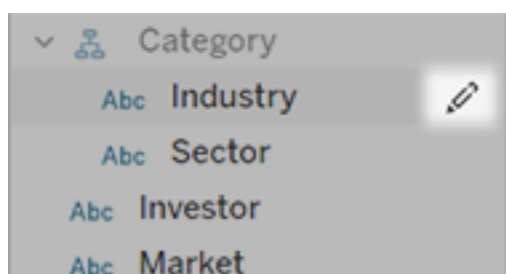 Category
Abc Industry
Abc Sector
Abc Investor
Abc Market